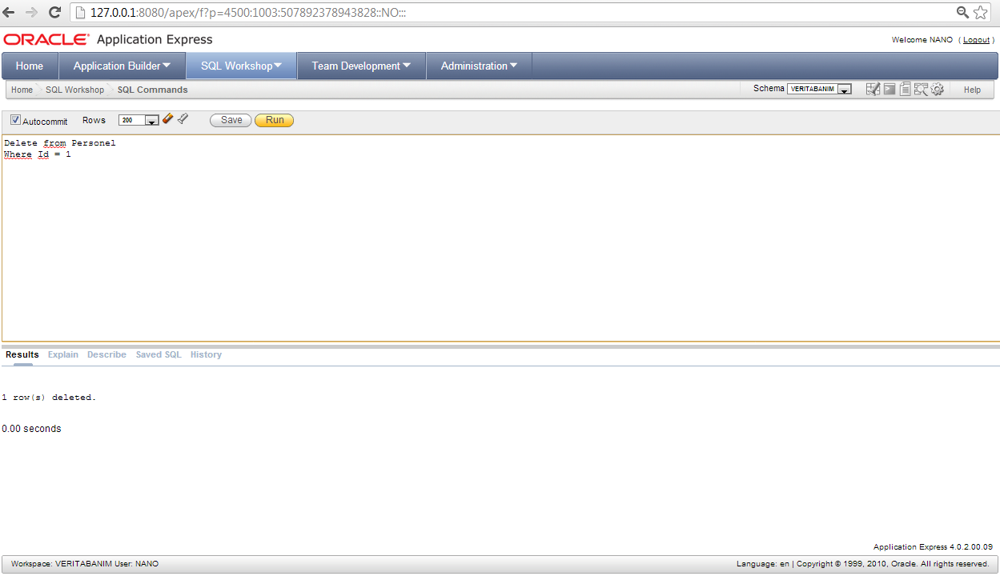 127.0.0.1:8080/apex/f?p=4500:1003:507892378943828::NO:::
ORACLE Application Express
Welcome NANO ( Logout )
Home Application Builder SQL Workshop Team Development Administration
Home SQL Workshop SQL Commands Schema VERITABANIM Help
Autocommit Rows 200 Save Run
Delete from Personel
Where Id = 1
Results Explain Describe Saved SQL History
1 row(s) deleted.
0.00 seconds
Application Express 4.0.2.00.09
Workspace: VERITABANIM User: NANO Language: en | Copyright © 1999, 2010, Oracle. All rights reserved.